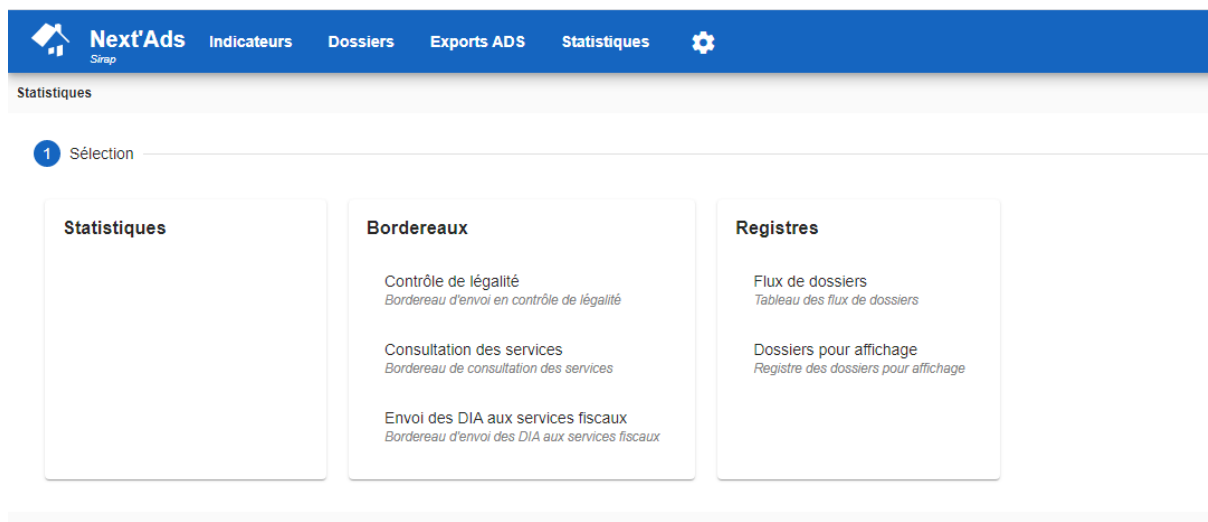 Next'Ads Indicateurs Dossiers Exports ADS Statistiques
Sirap
Statistiques
1 Sélection
Statistiques
Bordereaux
Contrôle de légalité
Bordereau d'envoi en contrôle de légalité
Consultation des services
Bordereau de consultation des services
Envoi des DIA aux services fiscaux
Bordereau d'envoi des DIA aux services fiscaux
Registres
Flux de dossiers
Tableau des flux de dossiers
Dossiers pour affichage
Registre des dossiers pour affichage